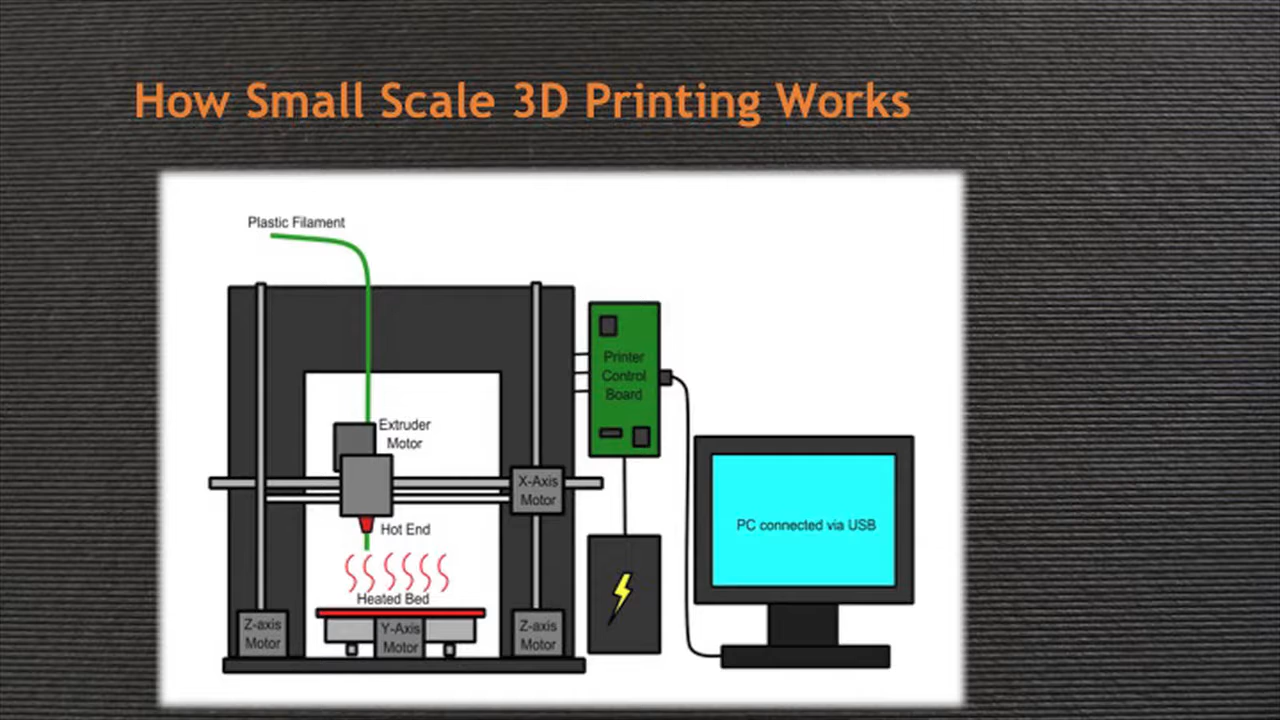 How Small Scale 3D Printing Works
Plastic Filament
Printer
Control
Board
Extruder
Motor
X-Axis
Motor
Hot End
PC connected via USB
Heated Bed
Z-axis
Motor
Y-Axis
Motor
Z-axis
Motor